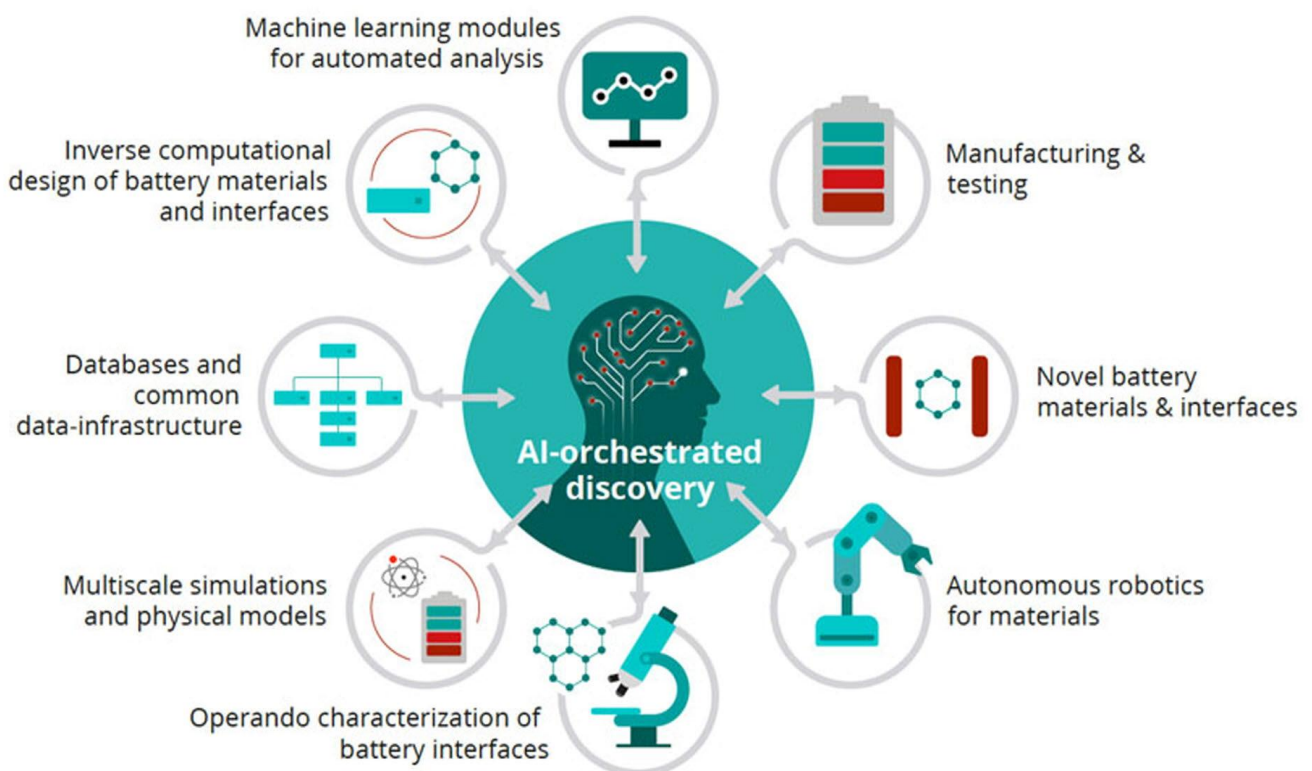 Machine learning modules
for automated analysis
Manufacturing &
testing
Inverse computational
design of battery materials
and interfaces
Novel battery
materials & interfaces
Databases and
common
data-infrastructure
AI-orchestrated
discovery
Autonomous robotics
for materials
Multiscale simulations
and physical models
Operando characterization of
battery interfaces